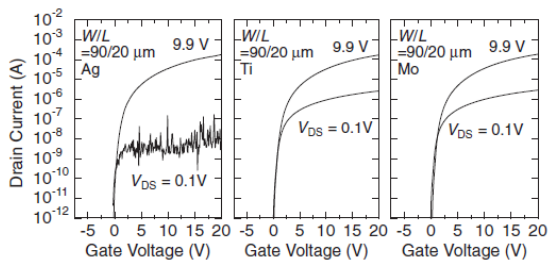 Drain Current (A)
10⁻²
10⁻³
10⁻⁴
10⁻⁵
10⁻⁶
10⁻⁷
10⁻⁸
10⁻⁹
10⁻¹⁰
10⁻¹¹
10⁻¹²
W/L
=90/20 μm
Ag
9.9 V
VDS = 0.1V
-5 0 5 10 15 20
Gate Voltage (V)
W/L
=90/20 μm
Ti
9.9 V
VDS = 0.1V
-5 0 5 10 15 20
Gate Voltage (V)
W/L
=90/20 μm
Mo
9.9 V
VDS = 0.1V
-5 0 5 10 15 20
Gate Voltage (V)